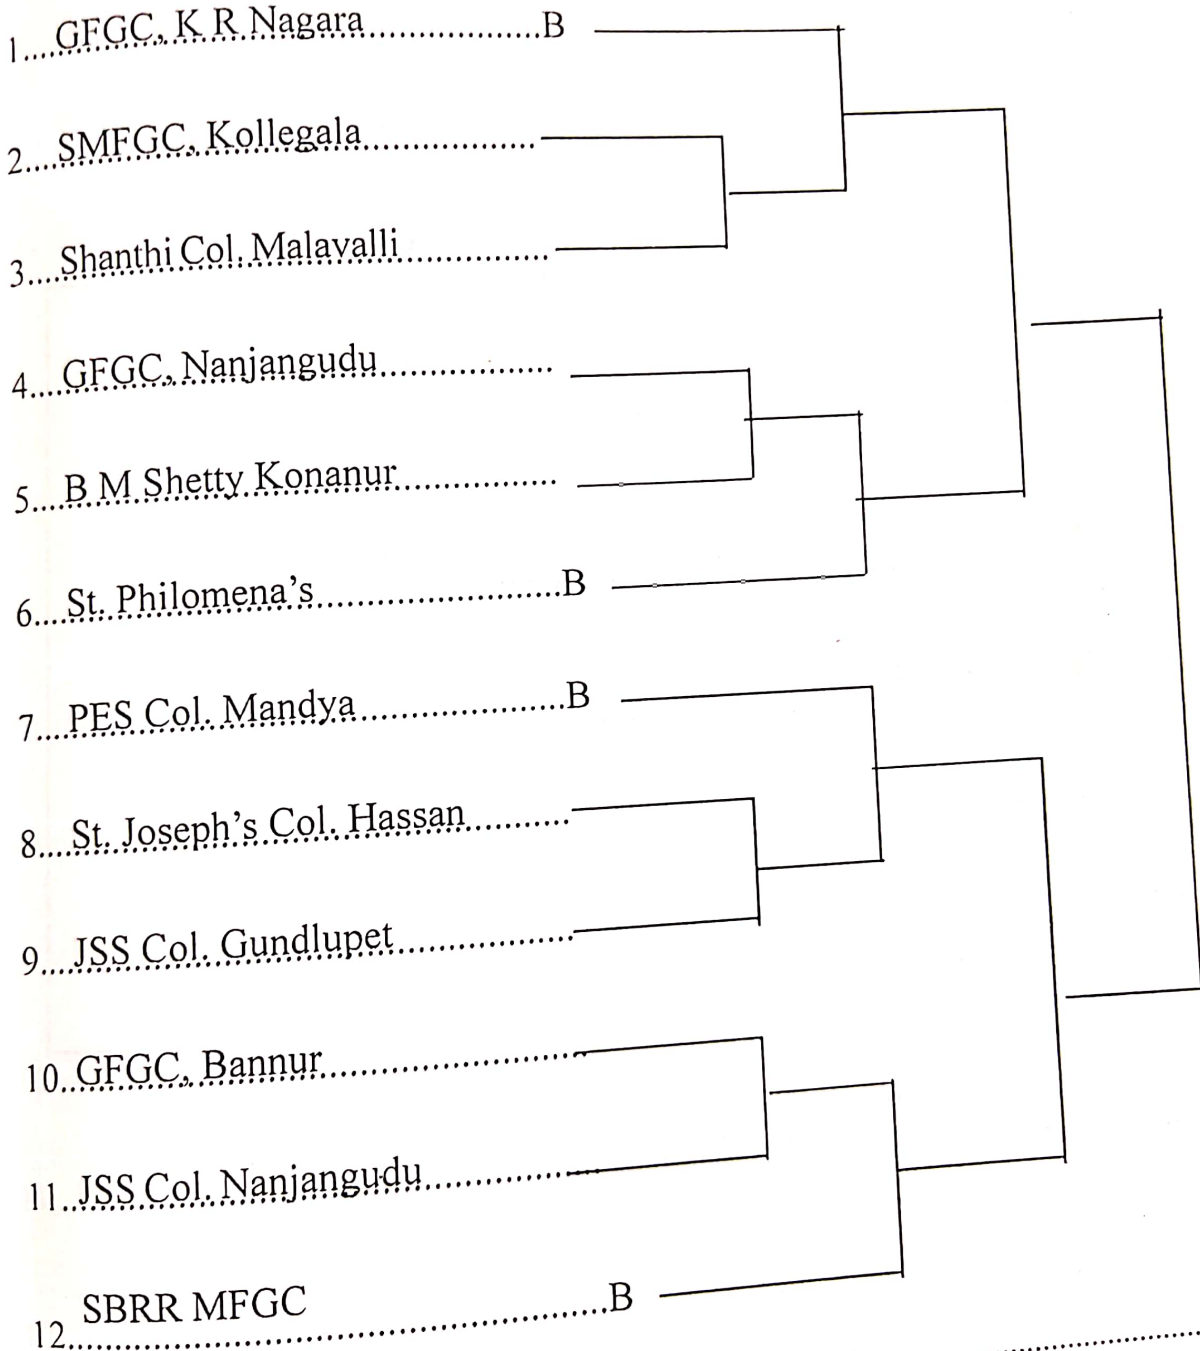 1....GFGC, K R Nagara..................B
2....SMFGC, Kollegala..................
3....Shanthi Col. Malavalli...............
4....GFGC, Nanjangudu..................
5....B M Shetty Konanur................
6....St. Philomena's.........................B
7....PES Col. Mandya......................B
8....St. Joseph's Col. Hassan...........
9....JSS Col. Gundlupet...................
10..GFGC, Bannur...........................
11..JSS Col. Nanjangudu................
12..SBRR MFGC..............................B